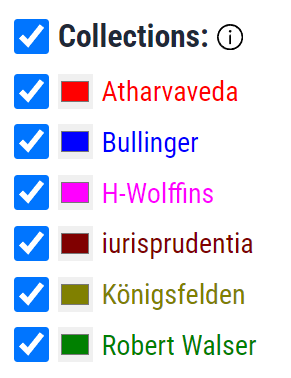 Collections:
Atharvaveda
Bullinger
H-Wolffins
iurisprudentia
Königsfelden
Robert Walser